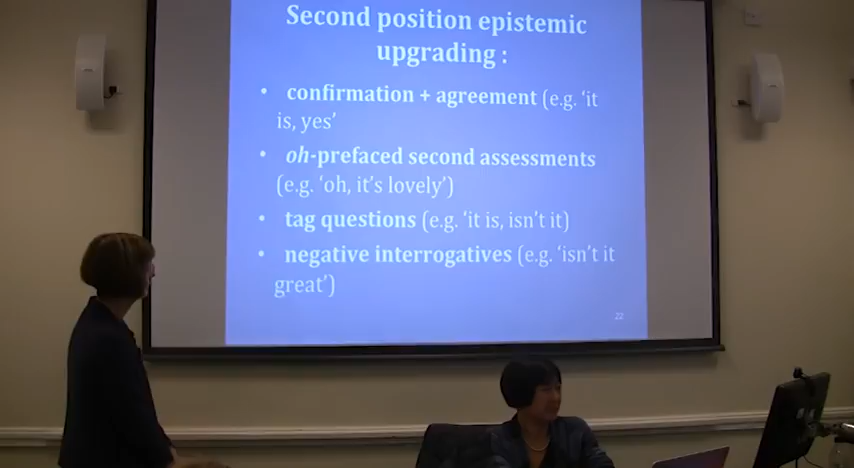 Second position epistemic
upgrading :
• confirmation + agreement (e.g. ‘it
is, yes’
• oh-prefaced second assessments
(e.g. ‘oh, it’s lovely’)
• tag questions (e.g. ‘it is, isn’t it)
• negative interrogatives (e.g. ‘isn’t it
great’)
22